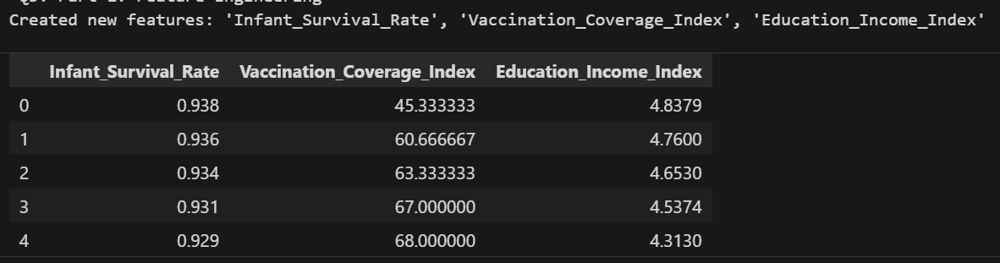 Created new features: 'Infant_Survival_Rate', 'Vaccination_Coverage_Index', 'Education_Income_Index'
Infant_Survival_Rate Vaccination_Coverage_Index Education_Income_Index
0 0.938 45.333333 4.8379
1 0.936 60.666667 4.7600
2 0.934 63.333333 4.6530
3 0.931 67.000000 4.5374
4 0.929 68.000000 4.3130